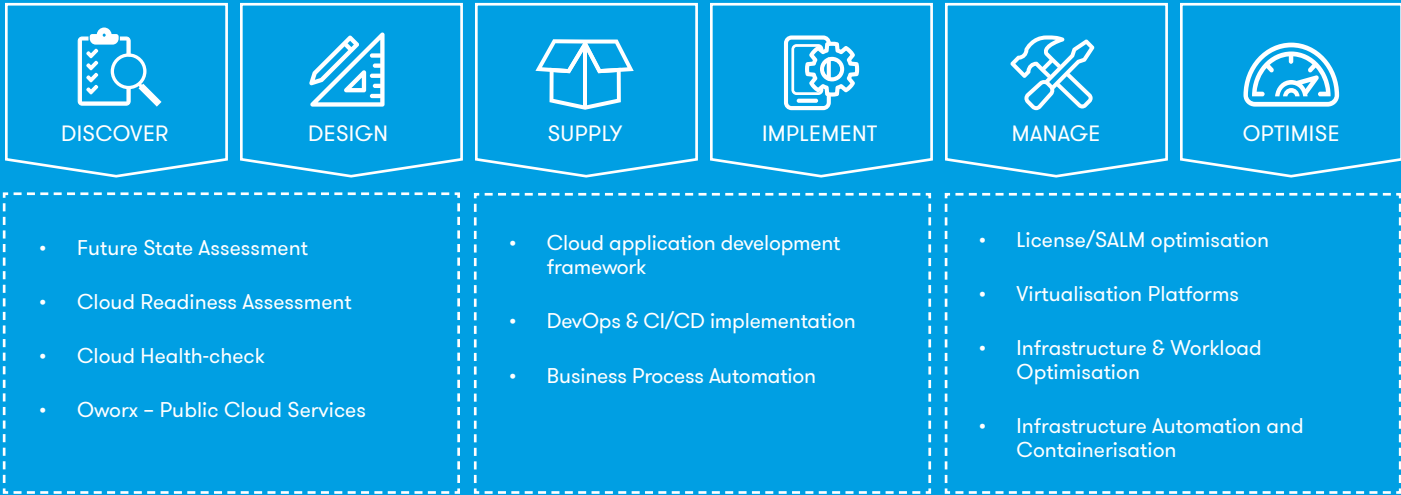 DISCOVER
DESIGN
SUPPLY
IMPLEMENT
MANAGE
OPTIMISE
• Future State Assessment
• Cloud Readiness Assessment
• Cloud Health-check
• Oworx – Public Cloud Services
• Cloud application development
framework
• DevOps & CI/CD implementation
• Business Process Automation
• License/SALM optimisation
• Virtualisation Platforms
• Infrastructure & Workload
Optimisation
• Infrastructure Automation and
Containerisation